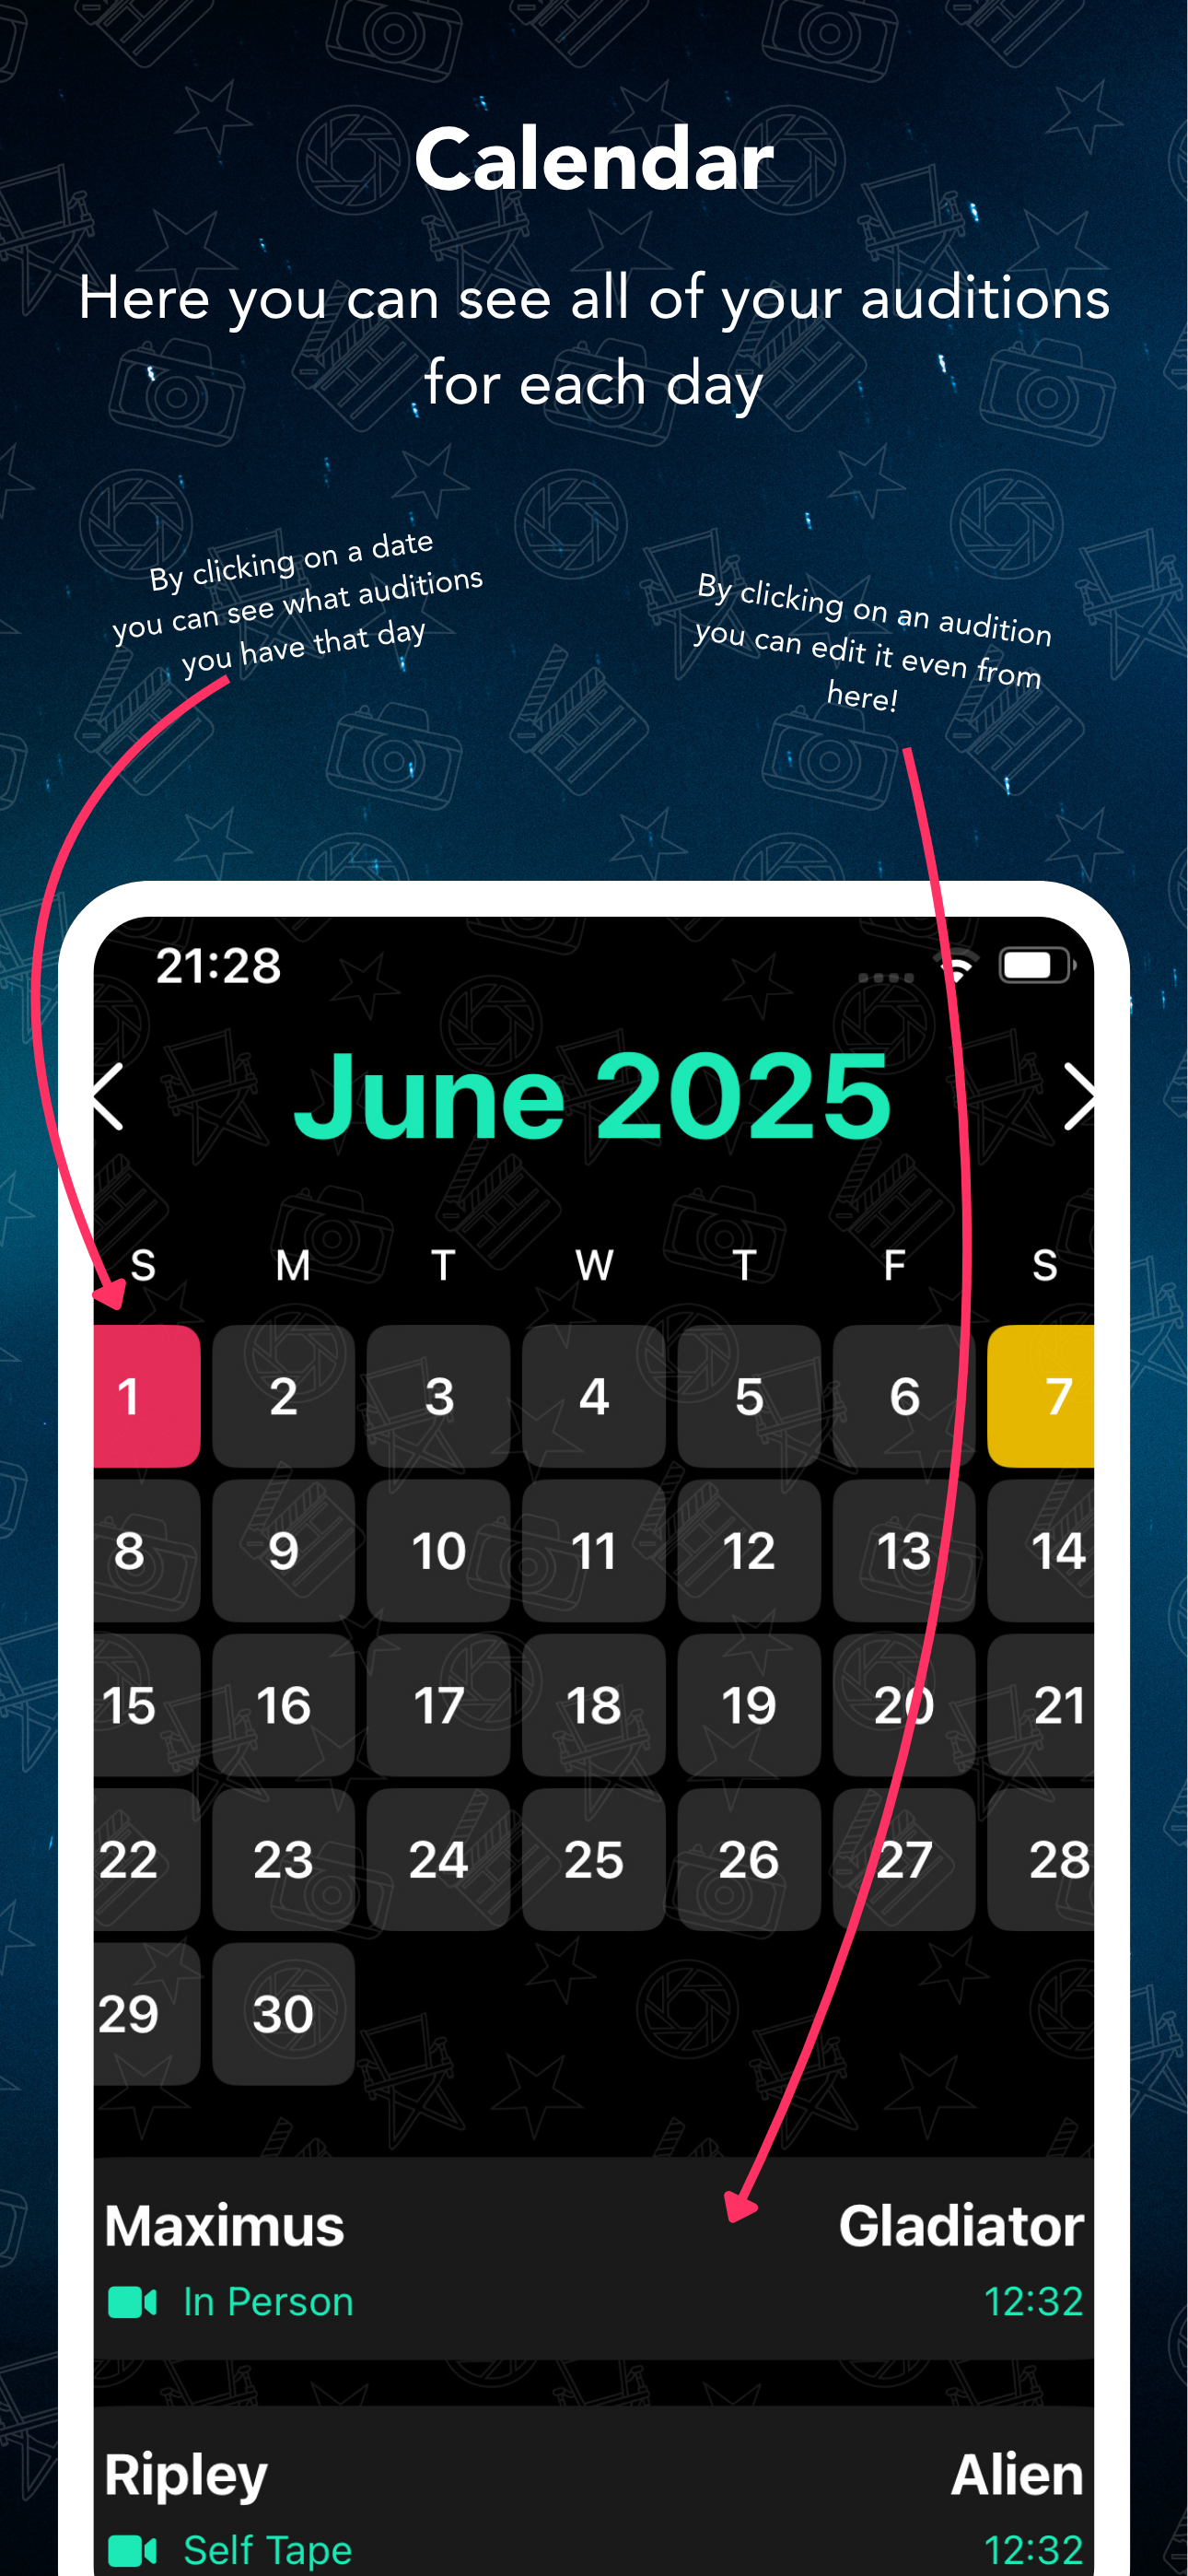 Calendar
Here you can see all of your auditions
for each day
By clicking on a date
you can see what auditions
you have that day
By clicking on an audition
you can edit it even from
here!
21:28
June 2025
S M T W T F S
1 2 3 4 5 6 7
8 9 10 11 12 13 14
15 16 17 18 19 20 21
22 23 24 25 26 27 28
29 30
Maximus Gladiator
In Person 12:32
Ripley Alien
Self Tape 12:32